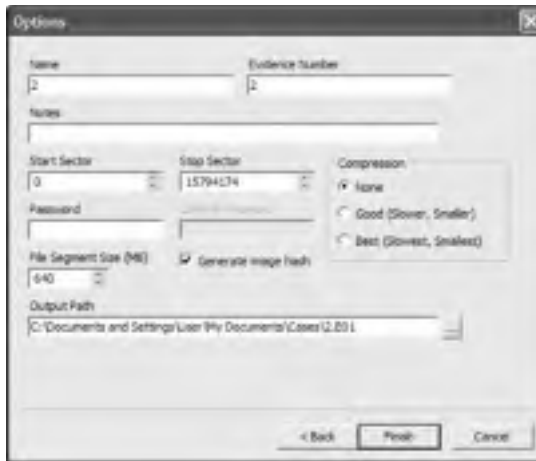 Options
Name
Evidence Number
2
2
Notes
Start Sector
Stop Sector
Compression
0
15794174
None
Password
Good (Slower, Smaller)
Best (Slowest, Smallest)
File Segment Size (MB)
Generate image hash
640
Output Path
C:\Documents and Settings\User\My Documents\Cases\2.E01
...
< Back
Finish
Cancel